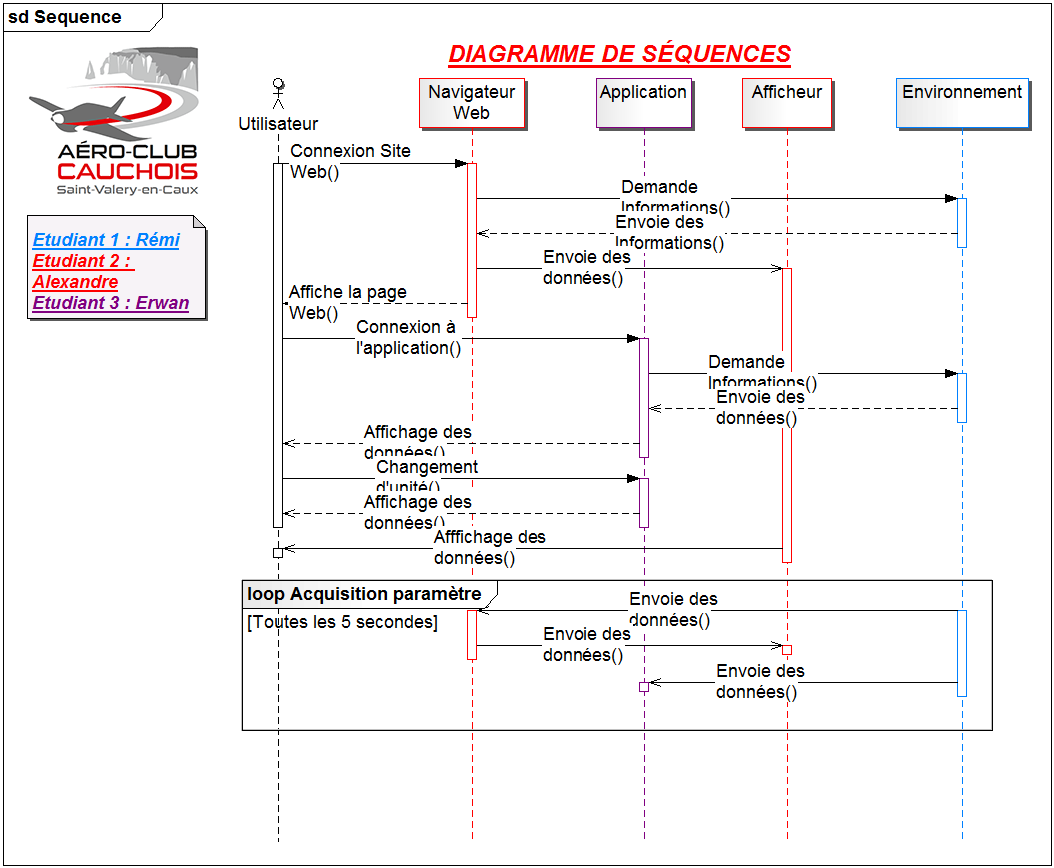 sd Sequence
DIAGRAMME DE SÉQUENCES
AÉRO-CLUB
CAUCHOIS
Saint-Valery-en-Caux
Etudiant 1 : Rémi
Etudiant 2 :
Alexandre
Etudiant 3 : Erwan
Utilisateur
Navigateur
Web
Application
Afficheur
Environnement
Connexion Site
Web()
Demande
Informations()
Envoie des
Informations()
Envoie des
données()
Affiche la page
Web()
Connexion à
l'application()
Demande
Informations()
Envoie des
données()
Affichage des
données()
Changement
d'unité()
Affichage des
données()
Afffichage des
données()
loop Acquisition paramètre
[Toutes les 5 secondes]
Envoie des
données()
Envoie des
données()
Envoie des
données()